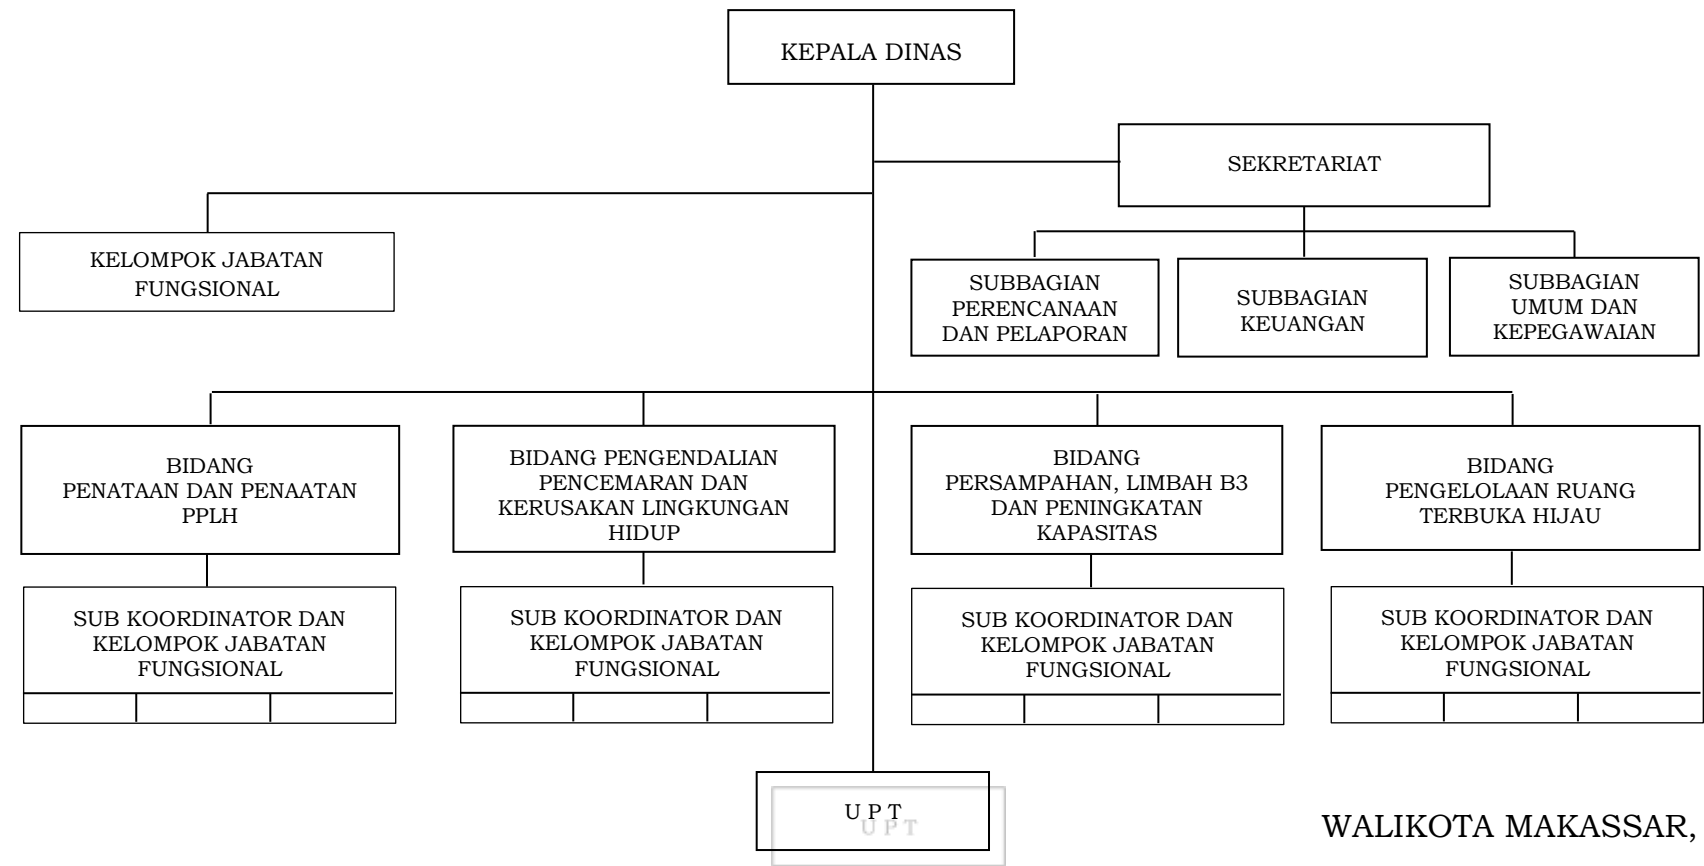 KEPALA DINAS
SEKRETARIAT
KELOMPOK JABATAN
FUNGSIONAL
SUBBAGIAN
PERENCANAAN
DAN PELAPORAN
SUBBAGIAN
KEUANGAN
SUBBAGIAN
UMUM DAN
KEPEGAWAIAN
BIDANG
PENATAAN DAN PENAATAN
PPLH
BIDANG PENGENDALIAN
PENCEMARAN DAN
KERUSAKAN LINGKUNGAN
HIDUP
BIDANG
PERSAMPAHAN, LIMBAH B3
DAN PENINGKATAN
KAPASITAS
BIDANG
PENGELOLAAN RUANG
TERBUKA HIJAU
SUB KOORDINATOR DAN
KELOMPOK JABATAN
FUNGSIONAL
SUB KOORDINATOR DAN
KELOMPOK JABATAN
FUNGSIONAL
SUB KOORDINATOR DAN
KELOMPOK JABATAN
FUNGSIONAL
SUB KOORDINATOR DAN
KELOMPOK JABATAN
FUNGSIONAL
U P T
U P T
WALIKOTA MAKASSAR,